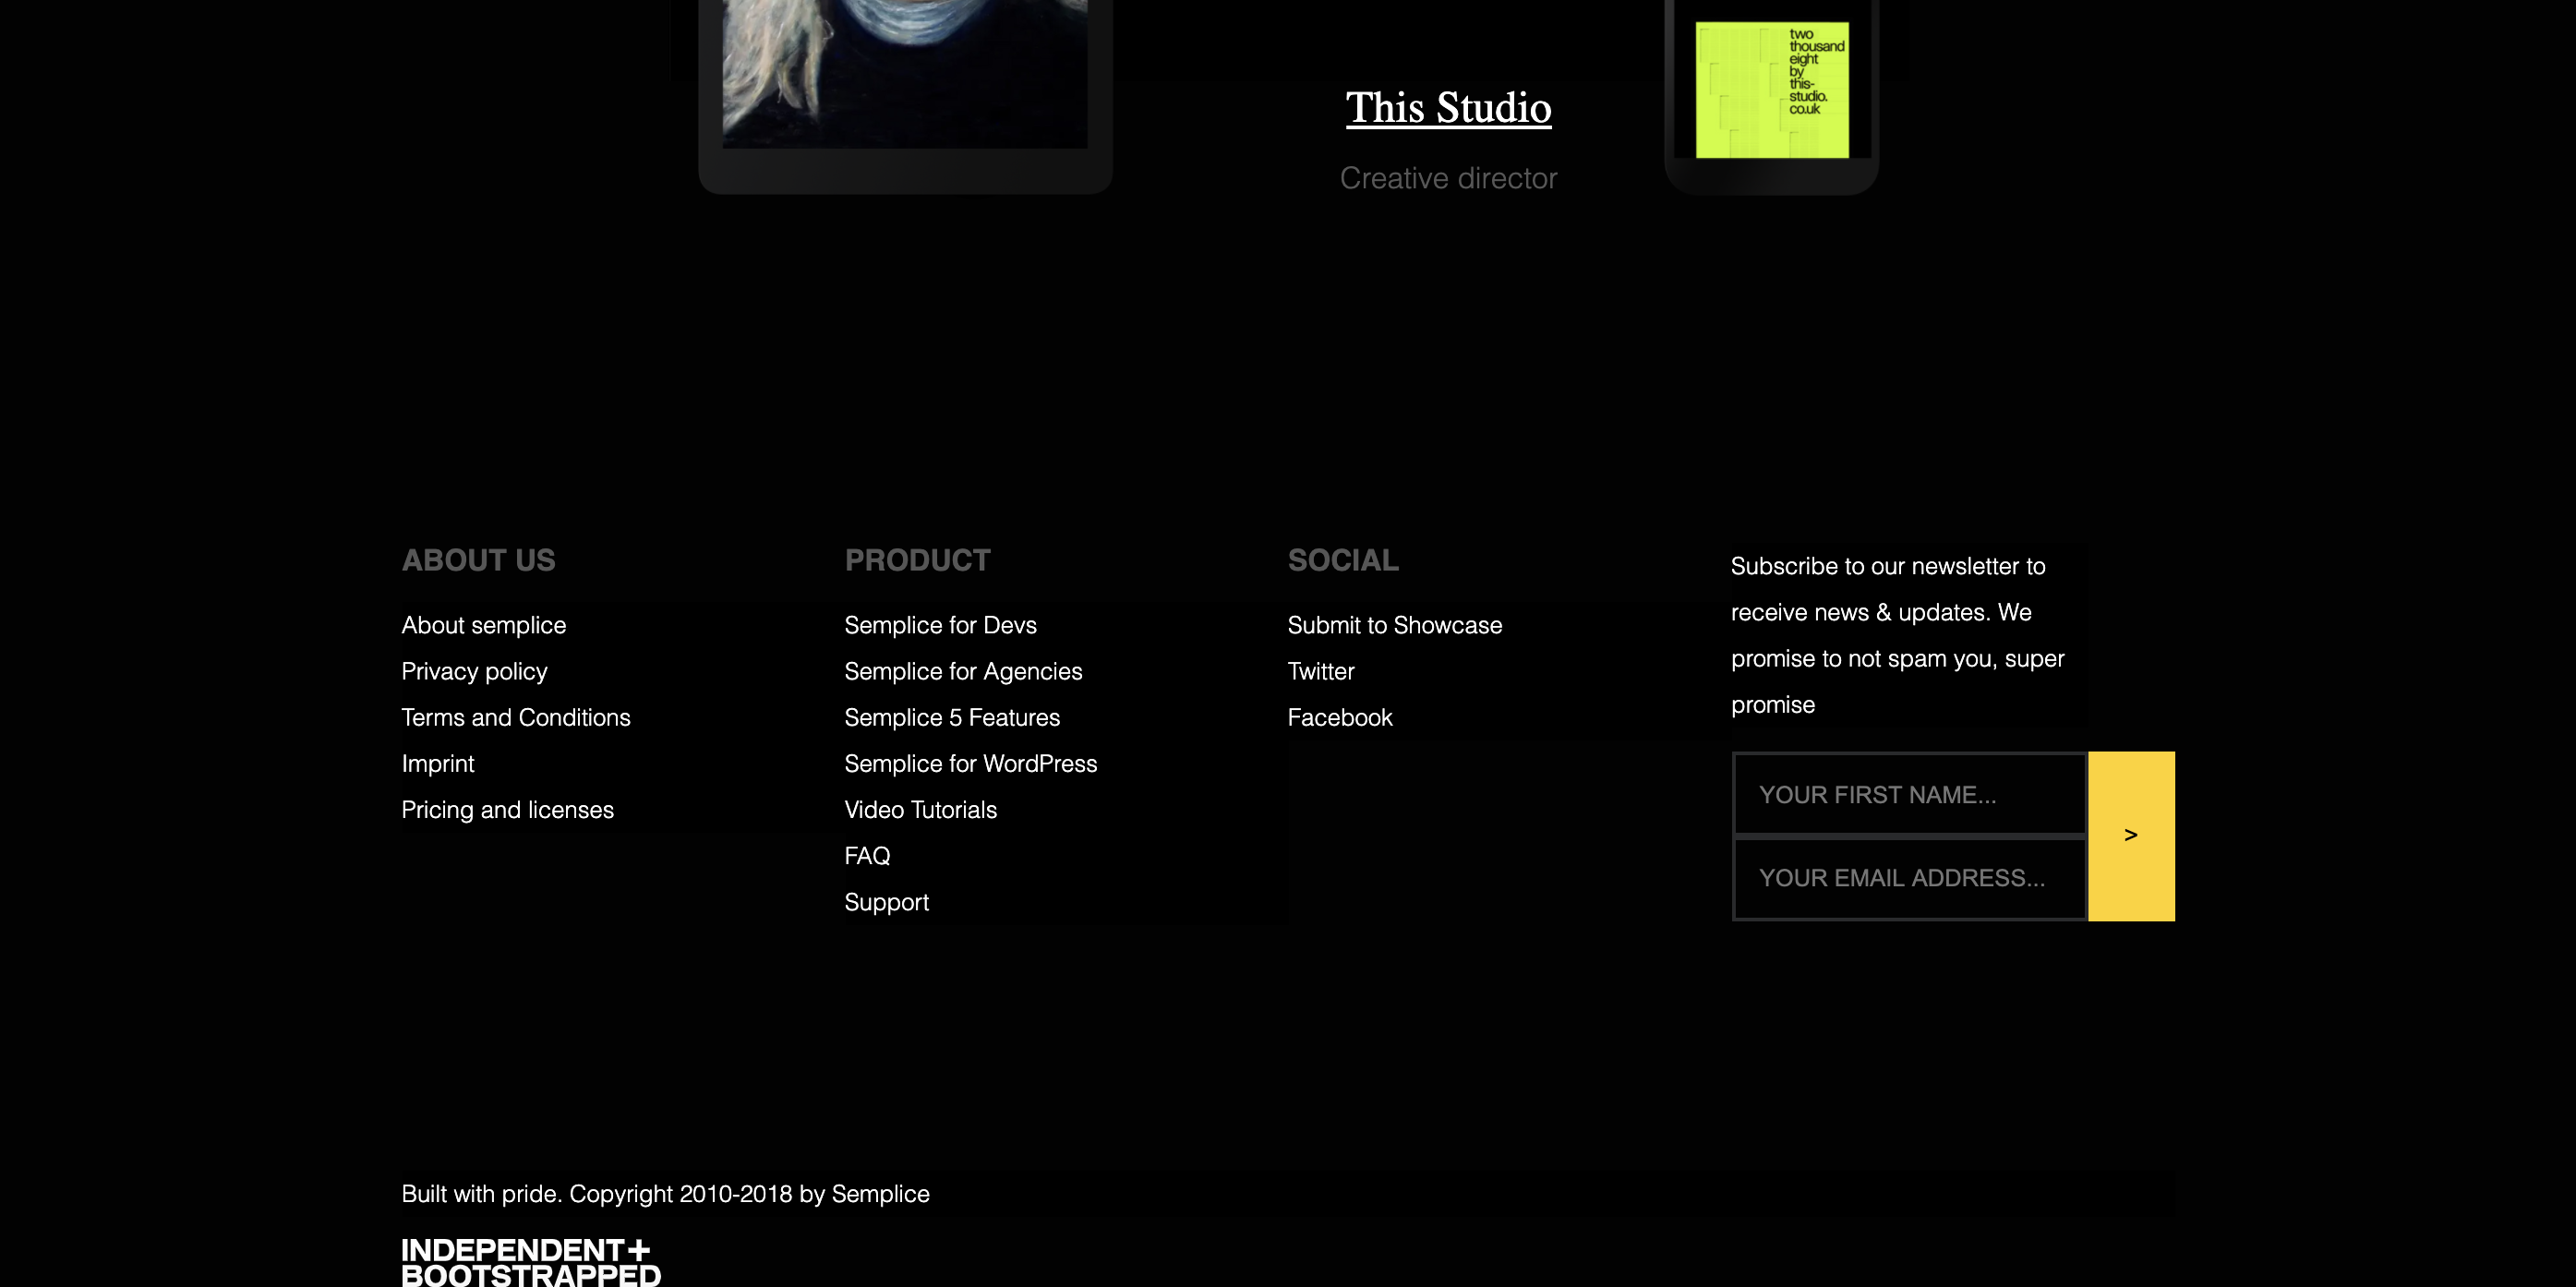 two
thousand
eight
by
this-
studio.
co.uk
This Studio
Creative director
ABOUT US
About semplice
Privacy policy
Terms and Conditions
Imprint
Pricing and licenses
PRODUCT
Semplice for Devs
Semplice for Agencies
Semplice 5 Features
Semplice for WordPress
Video Tutorials
FAQ
Support
SOCIAL
Submit to Showcase
Twitter
Facebook
Subscribe to our newsletter to
receive news & updates. We
promise to not spam you, super
promise
YOUR FIRST NAME...
YOUR EMAIL ADDRESS...
>
Built with pride. Copyright 2010-2018 by Semplice
INDEPENDENT+
BOOTSTRAPPED